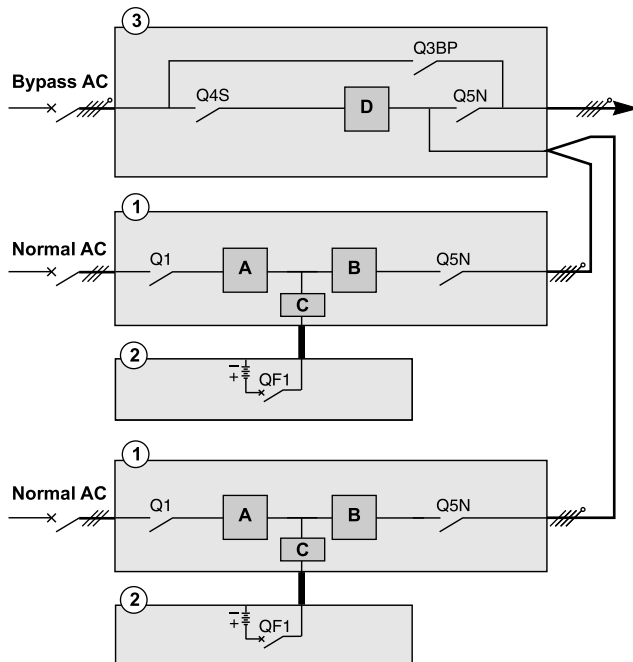 3
Q3BP
Bypass AC
Q4S
D
Q5N
1
Normal AC
Q1
A
B
Q5N
C
2
−
+
QF1
1
Normal AC
Q1
A
B
Q5N
C
2
−
+
QF1